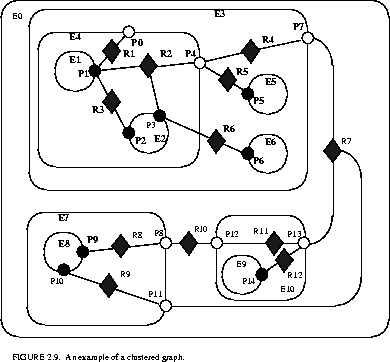 E0
E3
P7
E4
P0
E1
R1
R2
P4
R4
P1
R5
E5
R3
P5
P3
P2
E2
R6
E6
P6
R7
E7
P9
R8
P8
R10
P12
R11
P13
E8
P10
R9
E9
R12
P14
E10
P11
FIGURE 2.9. An example of a clustered graph.